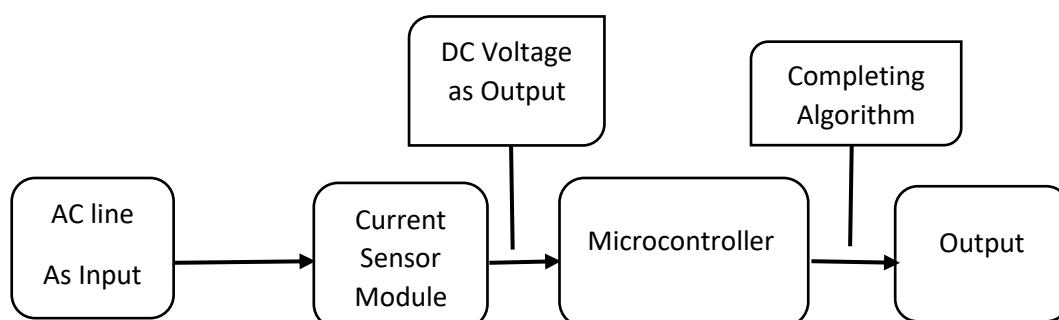 DC Voltage
as Output
Completing
Algorithm
AC line
As Input
Current
Sensor
Module
Microcontroller
Output